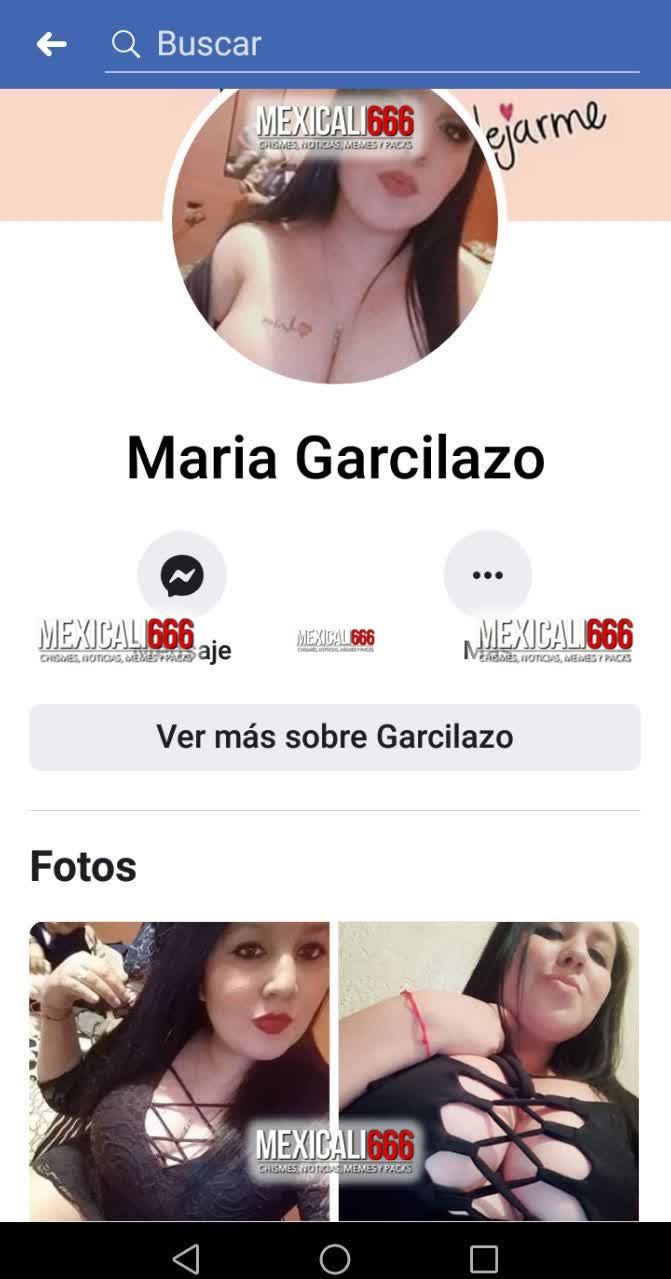 Buscar
ejarme
MEXICALI666
CHISMES, NOTICIAS, MEMES Y PACKS
Maria Garcilazo
MEXICALI666
CHISMES, NOTICIAS, MEMES Y PACKS
aje
MEXICALI666
CHISMES, NOTICIAS, MEMES Y PACKS
MEXICALI666
CHISMES, NOTICIAS, MEMES Y PACKS
Ver más sobre Garcilazo
Fotos
MEXICALI666
CHISMES, NOTICIAS, MEMES Y PACKS